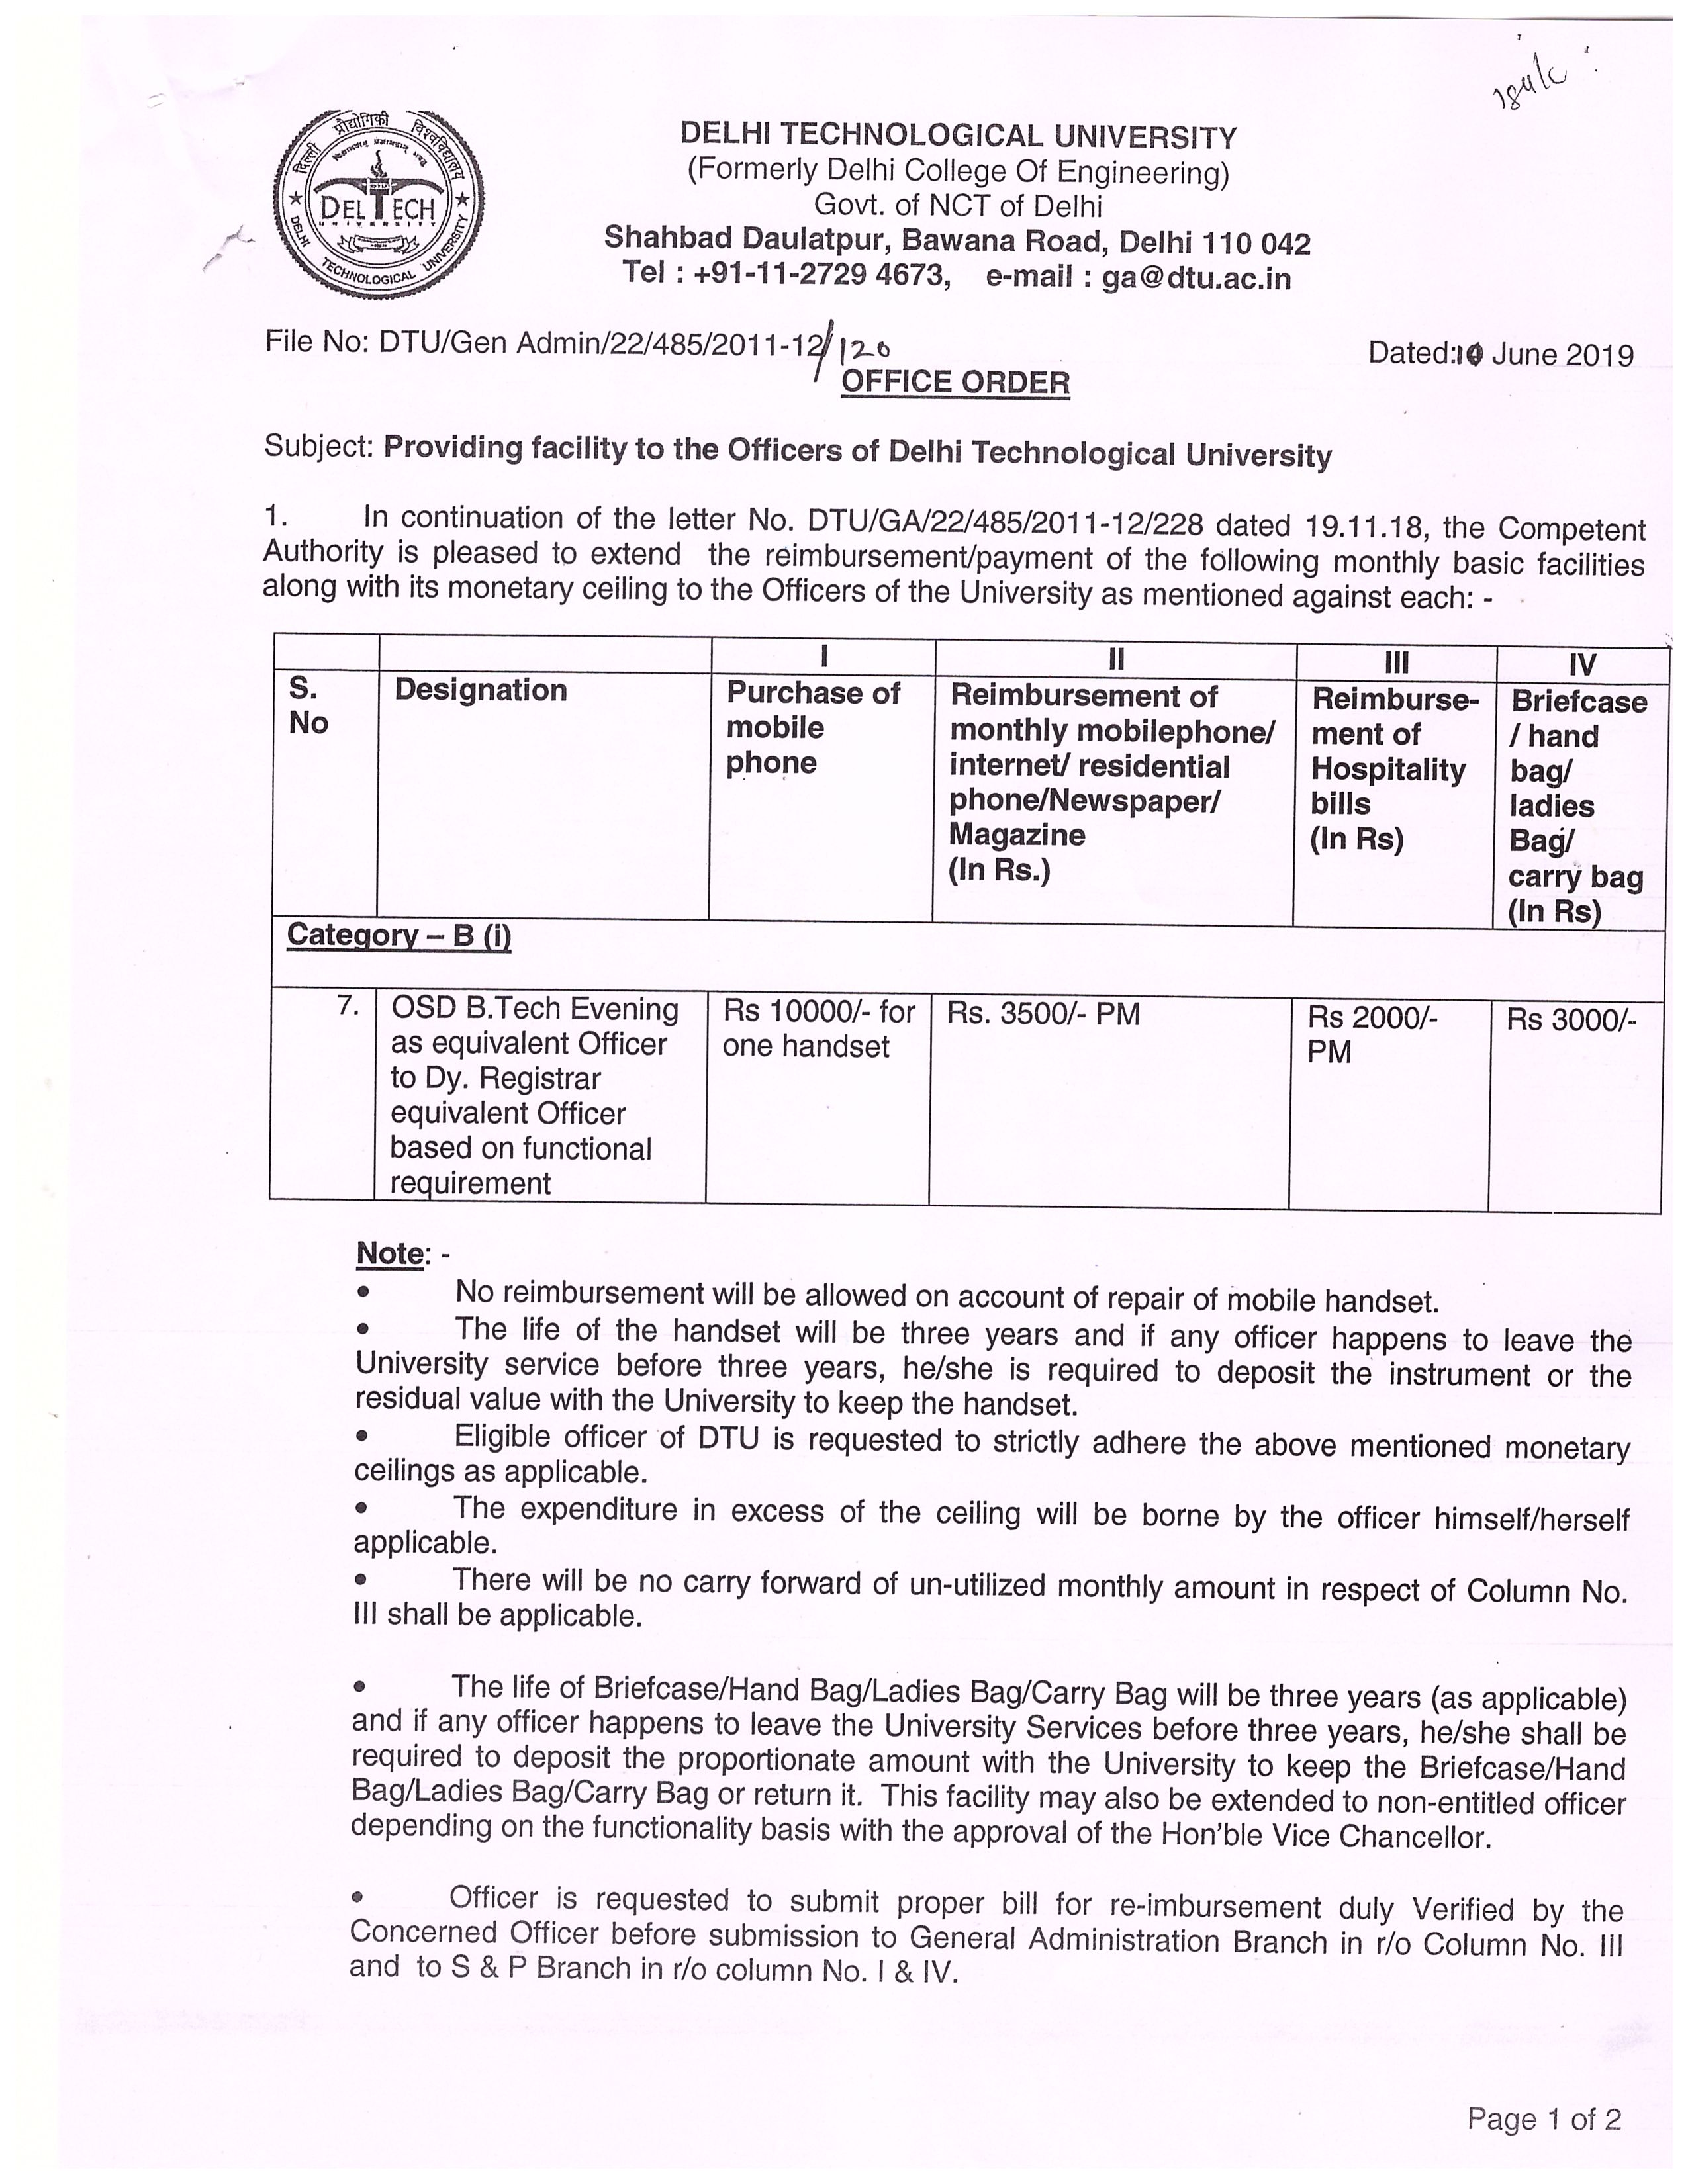 दिल्ली प्रौद्योगिकी विश्वविद्यालय
DELTECH
UNIVERSITY
DELHI TECHNOLOGICAL UNIVERSITY
DELHI TECHNOLOGICAL UNIVERSITY
(Formerly Delhi College Of Engineering)
Govt. of NCT of Delhi
Shahbad Daulatpur, Bawana Road, Delhi 110 042
Tel : +91-11-2729 4673, e-mail : ga@dtu.ac.in
File No: DTU/Gen Admin/22/485/2011-12/120
Dated:10 June 2019
OFFICE ORDER
Subject: Providing facility to the Officers of Delhi Technological University
1. In continuation of the letter No. DTU/GA/22/485/2011-12/228 dated 19.11.18, the Competent
Authority is pleased to extend the reimbursement/payment of the following monthly basic facilities
along with its monetary ceiling to the Officers of the University as mentioned against each: -
I II III IV
S.
No
Designation
Purchase of
mobile
phone
Reimbursement of
monthly mobilephone/
internet/ residential
phone/Newspaper/
Magazine
(In Rs.)
Reimburse-
ment of
Hospitality
bills
(In Rs)
Briefcase
/ hand
bag/
ladies
Bag/
carry bag
(In Rs)
Category – B (i)
7.
OSD B.Tech Evening
as equivalent Officer
to Dy. Registrar
equivalent Officer
based on functional
requirement
Rs 10000/- for
one handset
Rs. 3500/- PM
Rs 2000/-
PM
Rs 3000/-
Note: -
• No reimbursement will be allowed on account of repair of mobile handset.
• The life of the handset will be three years and if any officer happens to leave the
University service before three years, he/she is required to deposit the instrument or the
residual value with the University to keep the handset.
• Eligible officer of DTU is requested to strictly adhere the above mentioned monetary
ceilings as applicable.
• The expenditure in excess of the ceiling will be borne by the officer himself/herself
applicable.
• There will be no carry forward of un-utilized monthly amount in respect of Column No.
III shall be applicable.
• The life of Briefcase/Hand Bag/Ladies Bag/Carry Bag will be three years (as applicable)
and if any officer happens to leave the University Services before three years, he/she shall be
required to deposit the proportionate amount with the University to keep the Briefcase/Hand
Bag/Ladies Bag/Carry Bag or return it. This facility may also be extended to non-entitled officer
depending on the functionality basis with the approval of the Hon'ble Vice Chancellor.
• Officer is requested to submit proper bill for re-imbursement duly Verified by the
Concerned Officer before submission to General Administration Branch in r/o Column No. III
and to S & P Branch in r/o column No. I & IV.
Page 1 of 2